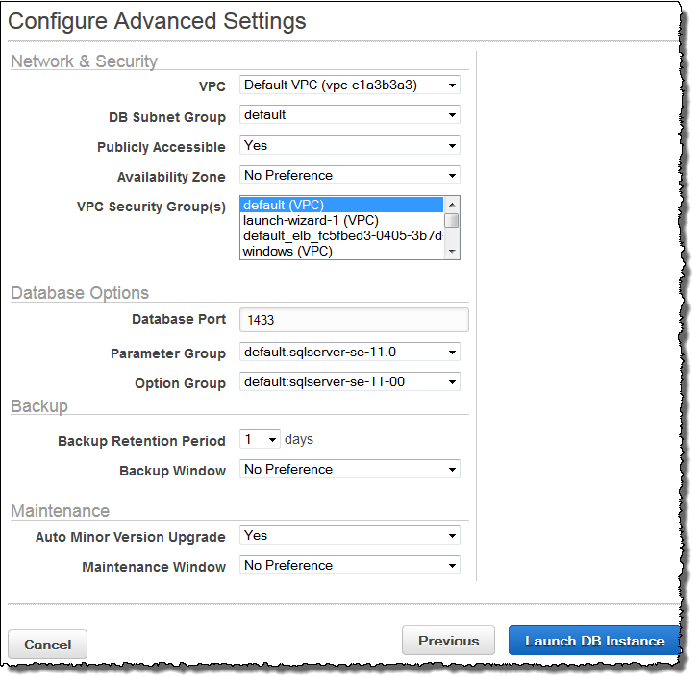 Configure Advanced Settings
Network & Security
VPC Default VPC (vpc-c1a3b3a3)
DB Subnet Group default
Publicly Accessible Yes
Availability Zone No Preference
VPC Security Group(s) default (VPC)
launch-wizard-1 (VPC)
default_elb_fc5fbed3-0405-3b7d
windows (VPC)
Database Options
Database Port 1433
Parameter Group default.sqlserver-se-11.0
Option Group default:sqlserver-se-11-00
Backup
Backup Retention Period 1 days
Backup Window No Preference
Maintenance
Auto Minor Version Upgrade Yes
Maintenance Window No Preference
Cancel Previous Launch DB Instance